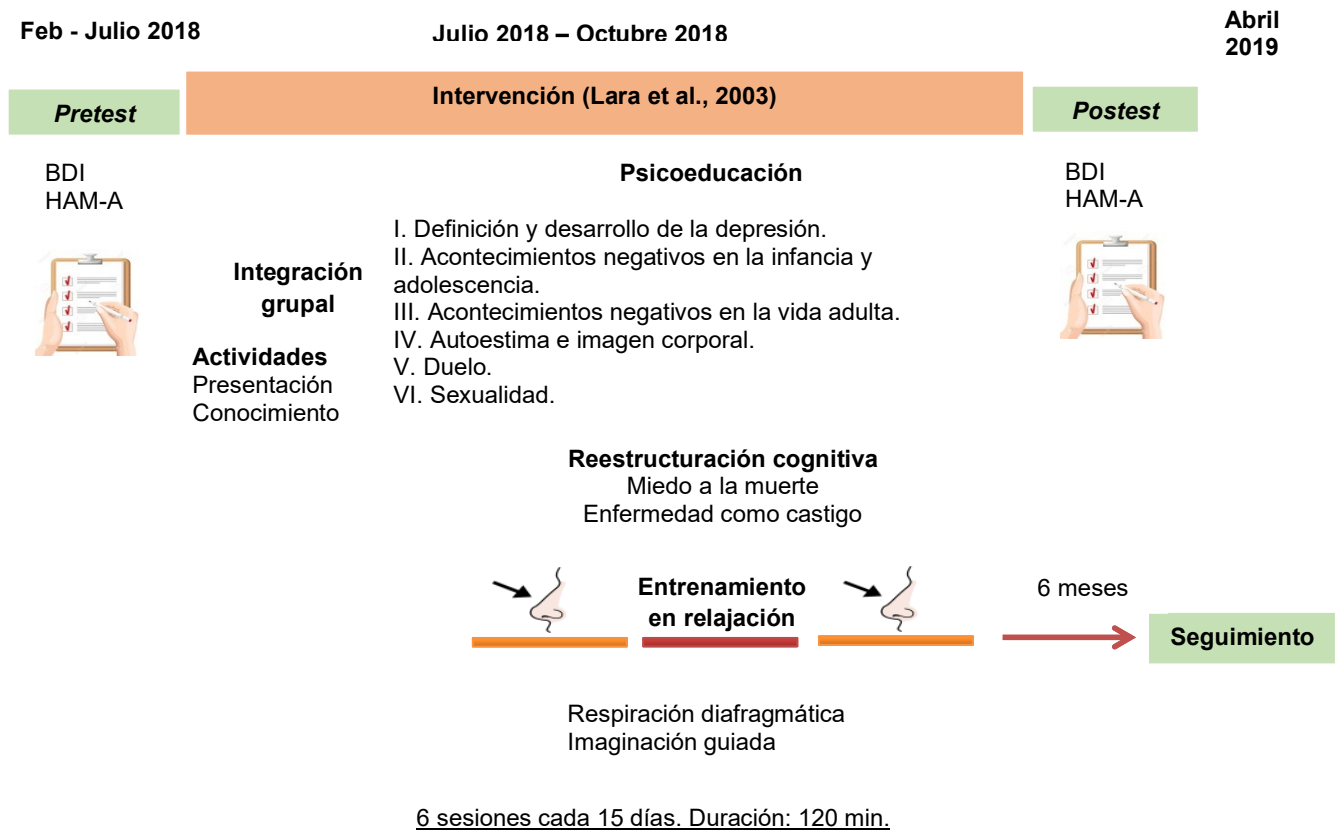 Feb - Julio 2018
Julio 2018 – Octubre 2018
Abril
2019
Pretest
Intervención (Lara et al., 2003)
Postest
BDI
HAM-A
Integración
grupal
Actividades
Presentación
Conocimiento
Psicoeducación
I. Definición y desarrollo de la depresión.
II. Acontecimientos negativos en la infancia y
adolescencia.
III. Acontecimientos negativos en la vida adulta.
IV. Autoestima e imagen corporal.
V. Duelo.
VI. Sexualidad.
BDI
HAM-A
Reestructuración cognitiva
Miedo a la muerte
Enfermedad como castigo
Entrenamiento
en relajación
6 meses
Seguimiento
Respiración diafragmática
Imaginación guiada
6 sesiones cada 15 días. Duración: 120 min.